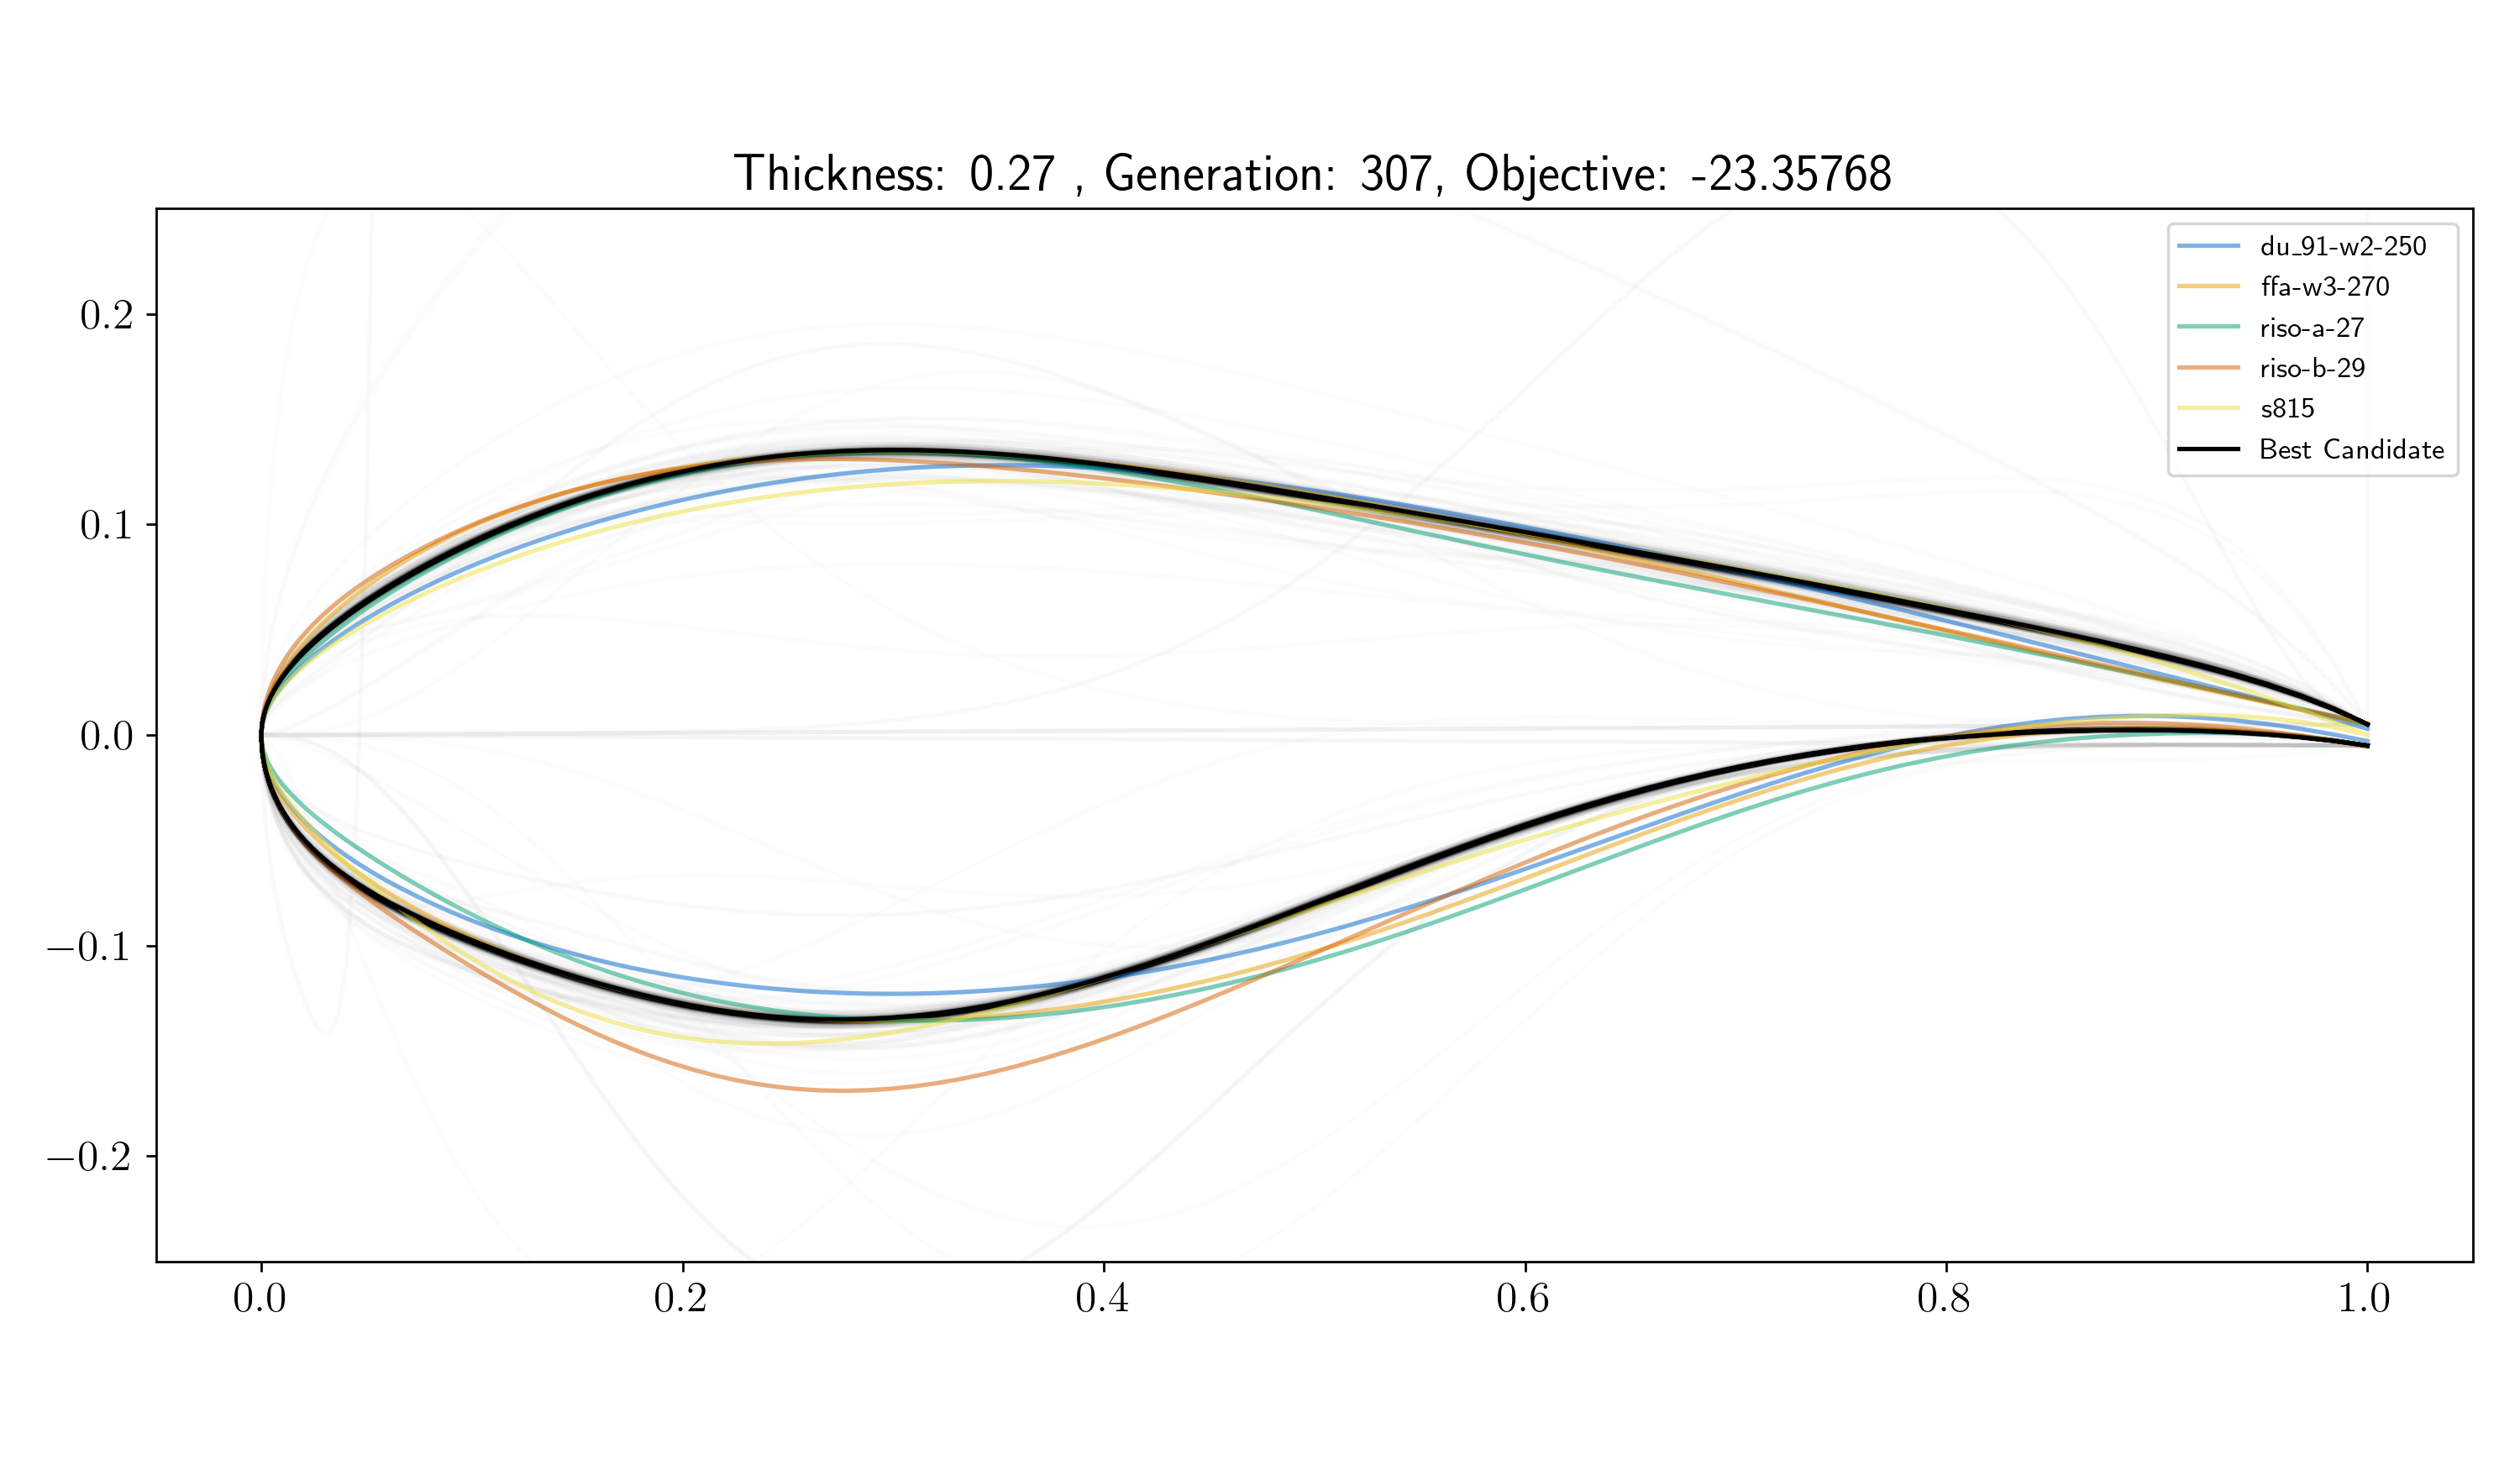 Thickness: 0.27 , Generation: 307, Objective: -23.35768
du_91-w2-250
ffa-w3-270
riso-a-27
riso-b-29
s815
Best Candidate
0.2
0.1
0.0
−0.1
−0.2
0.0 0.2 0.4 0.6 0.8 1.0